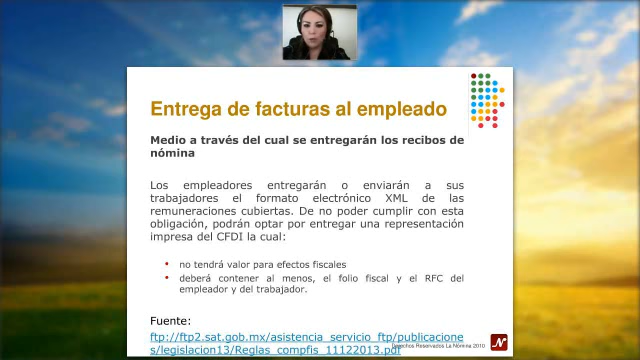 Entrega de facturas al empleado
Medio a través del cual se entregarán los recibos de
nómina
Los empleadores entregarán o enviarán a sus
trabajadores el formato electrónico XML de las
remuneraciones cubiertas. De no poder cumplir con esta
obligación, podrán optar por entregar una representación
impresa del CFDI la cual:
• no tendrá valor para efectos fiscales
• deberá contener al menos, el folio fiscal y el RFC del
empleador y del trabajador.
Fuente:
ftp://ftp2.sat.gob.mx/asistencia_servicio_ftp/publicacione
s/legislacion13/Reglas_compfis_11122013.pdf
Derechos Reservados La Nómina 2010
N